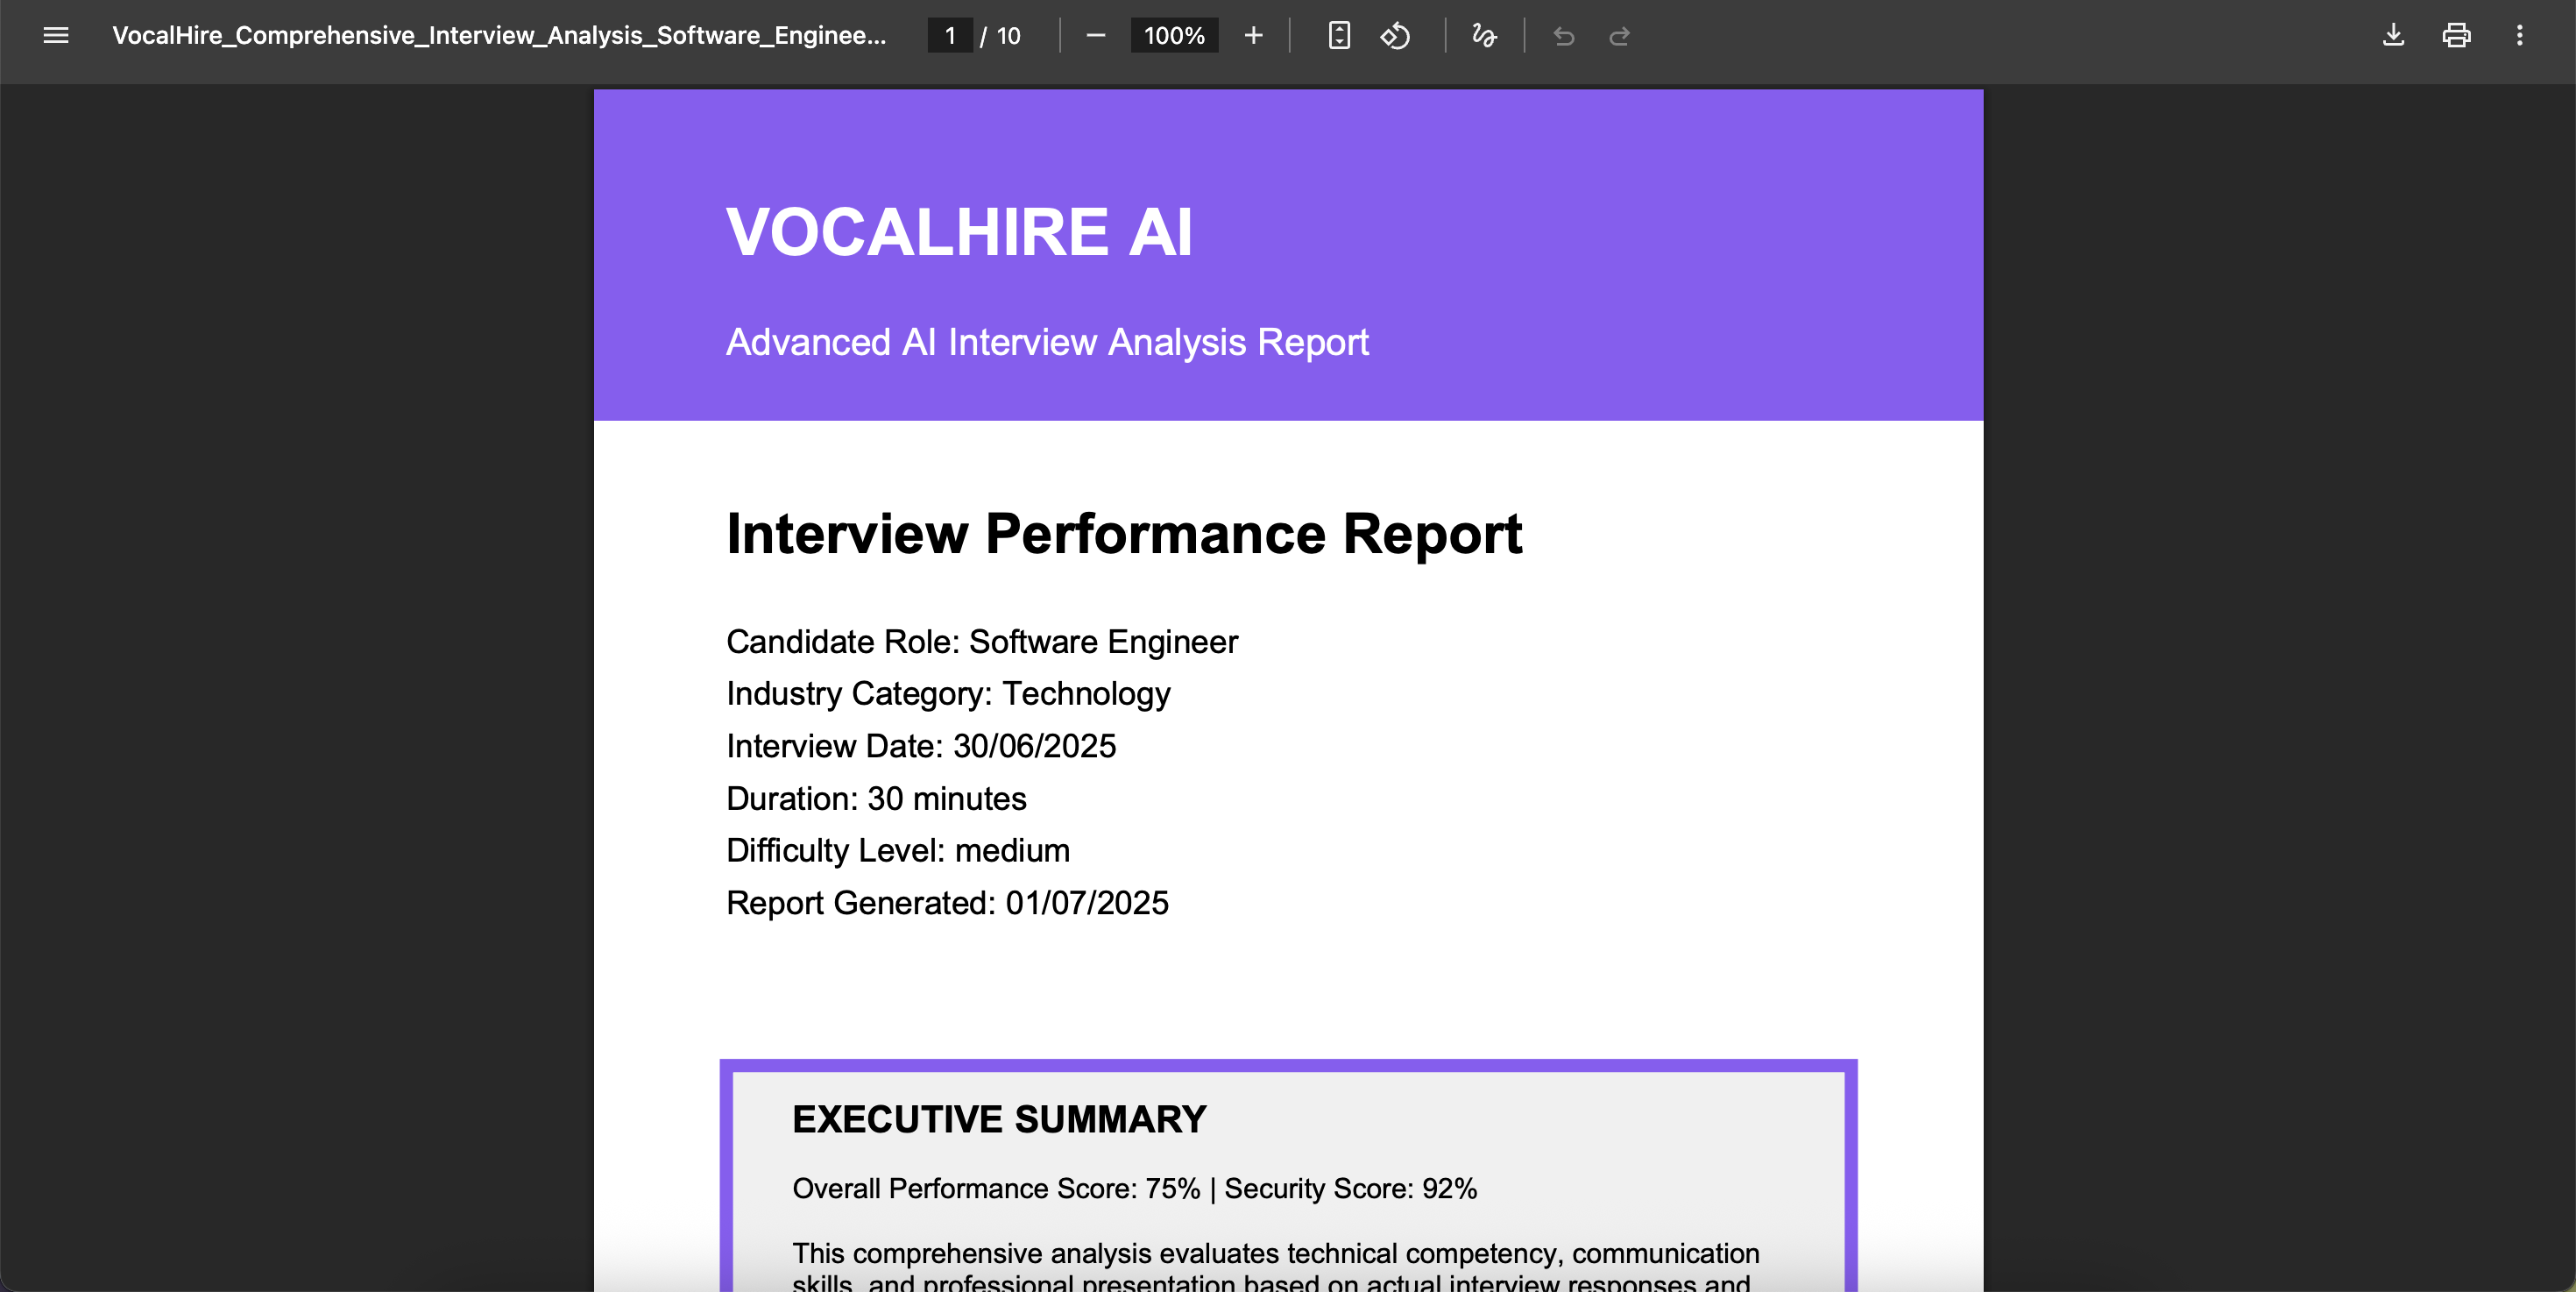 VocalHire_Comprehensive_Interview_Analysis_Software_Enginee... 1 / 10 100%
VOCALHIRE AI
Advanced AI Interview Analysis Report
Interview Performance Report
Candidate Role: Software Engineer
Industry Category: Technology
Interview Date: 30/06/2025
Duration: 30 minutes
Difficulty Level: medium
Report Generated: 01/07/2025
EXECUTIVE SUMMARY
Overall Performance Score: 75% | Security Score: 92%
This comprehensive analysis evaluates technical competency, communication
skills, and professional presentation based on actual interview responses and